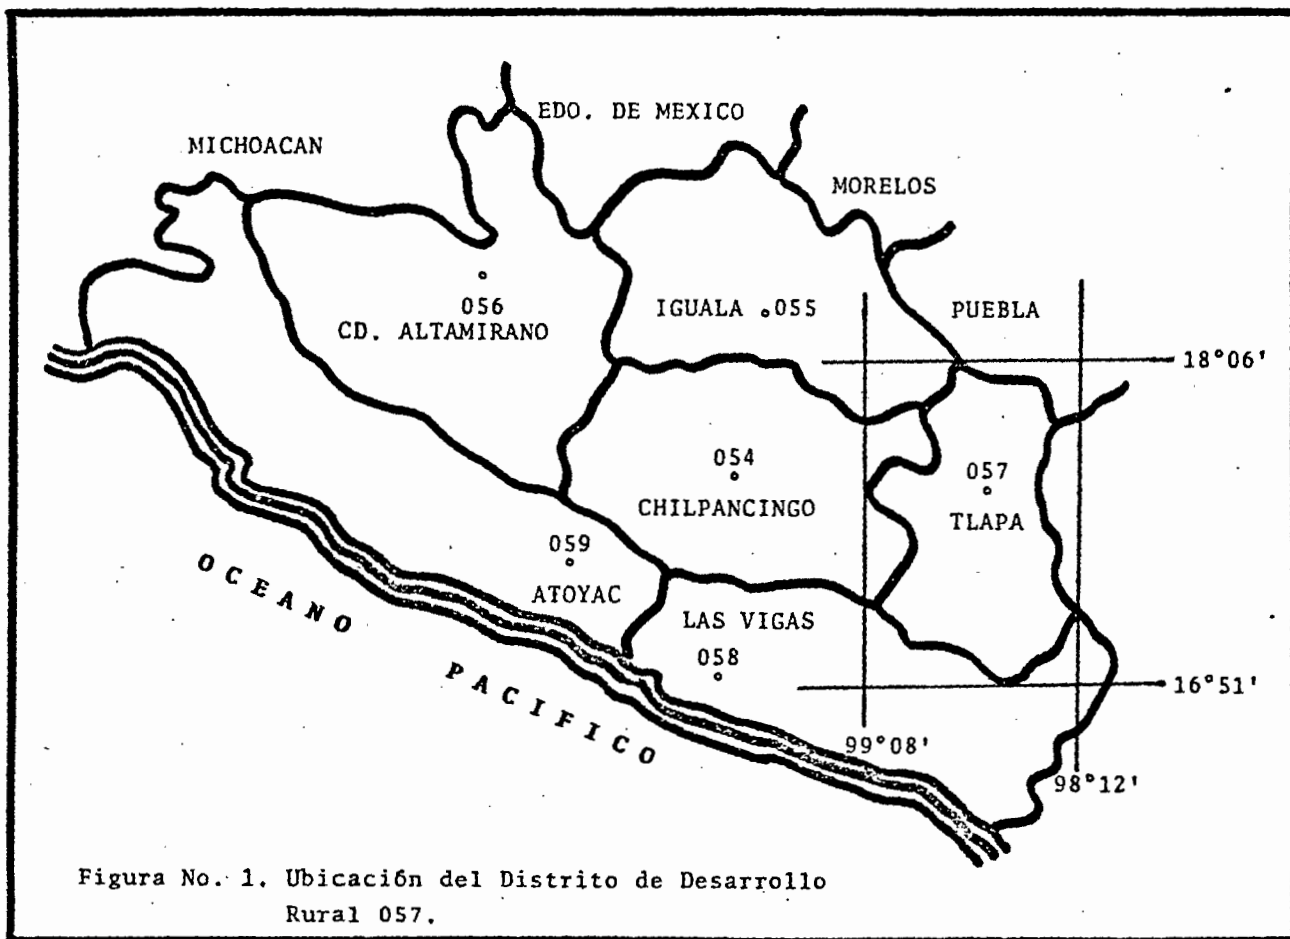 EDO. DE MEXICO
MICHOACAN
MORELOS
056
CD. ALTAMIRANO
IGUALA 055
PUEBLA
18°06'
054
CHILPANCINGO
057
TLAPA
059
ATOYAC
LAS VIGAS
058
OCEANO PACIFICO
16°51'
99°08'
98°12'
Figura No. 1. Ubicación del Distrito de Desarrollo
Rural 057.